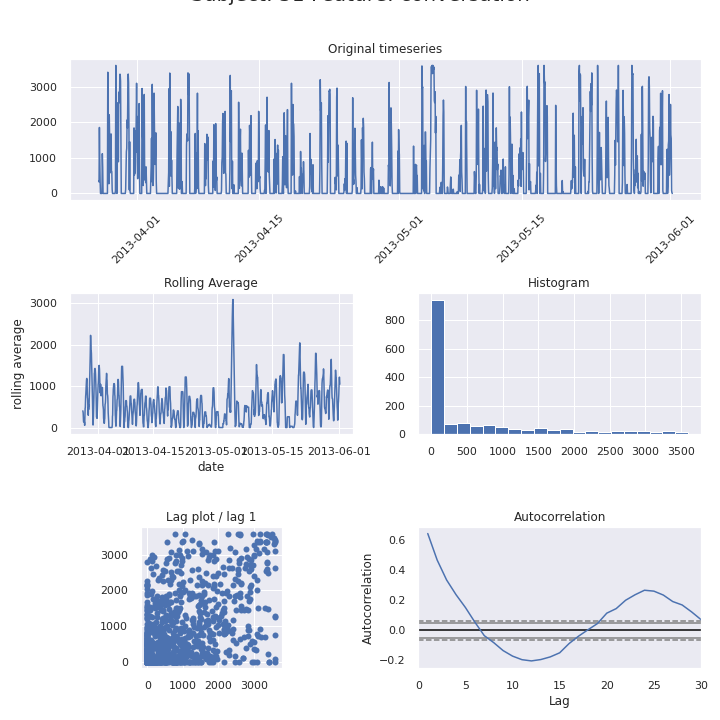 Original timeseries
3000
2000
1000
0
2013-04-01
2013-04-15
2013-05-01
2013-05-15
2013-06-01
Rolling Average
rolling average
3000
2000
1000
0
2013-04-01
2013-04-15
2013-05-01
2013-05-15
2013-06-01
date
Histogram
800
600
400
200
0
0 500 1000 1500 2000 2500 3000 3500
Lag plot / lag 1
3000
2000
1000
0
0 1000 2000 3000
Autocorrelation
Autocorrelation
0.6
0.4
0.2
0.0
−0.2
0 5 10 15 20 25 30
Lag